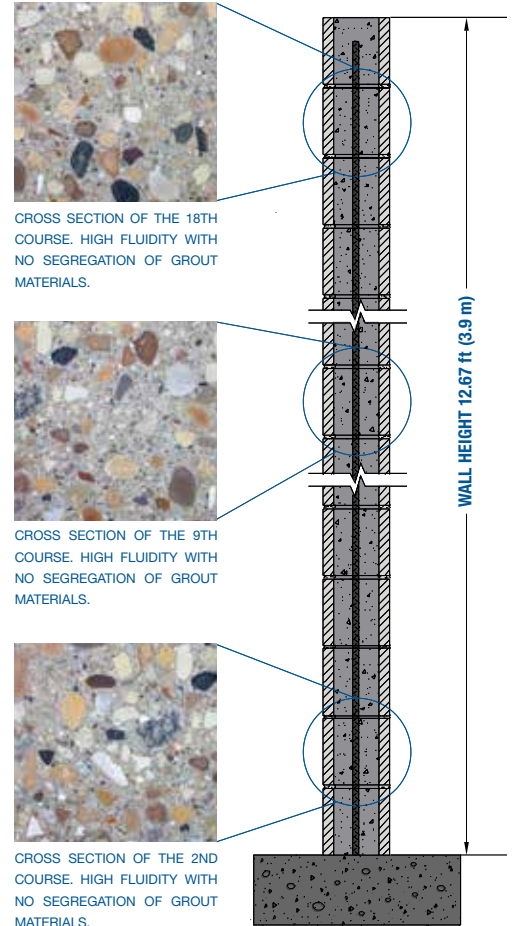 CROSS SECTION OF THE 18TH
COURSE. HIGH FLUIDITY WITH
NO SEGREGATION OF GROUT
MATERIALS.
CROSS SECTION OF THE 9TH
COURSE. HIGH FLUIDITY WITH
NO SEGREGATION OF GROUT
MATERIALS.
CROSS SECTION OF THE 2ND
COURSE. HIGH FLUIDITY WITH
NO SEGREGATION OF GROUT
MATERIALS.
WALL HEIGHT 12.67 ft (3.9 m)